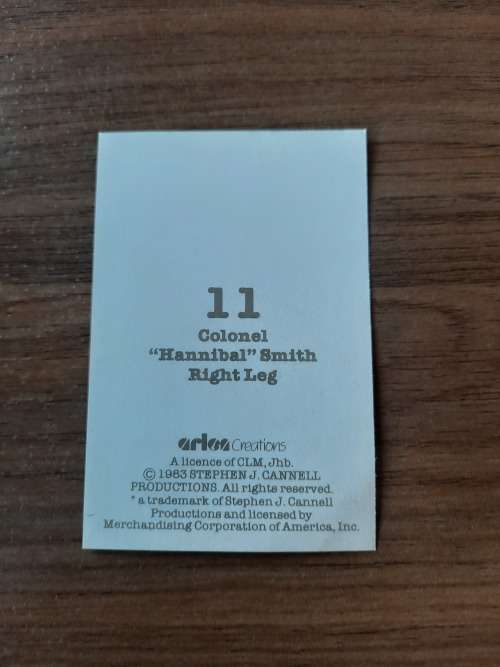 11
Colonel
“Hannibal” Smith
Right Leg
Creations
A licence of CLM, Jhb.
© 1983 STEPHEN J. CANNELL
PRODUCTIONS. All rights reserved.
* a trademark of Stephen J. Cannell
Productions and licensed by
Merchandising Corporation of America, Inc.